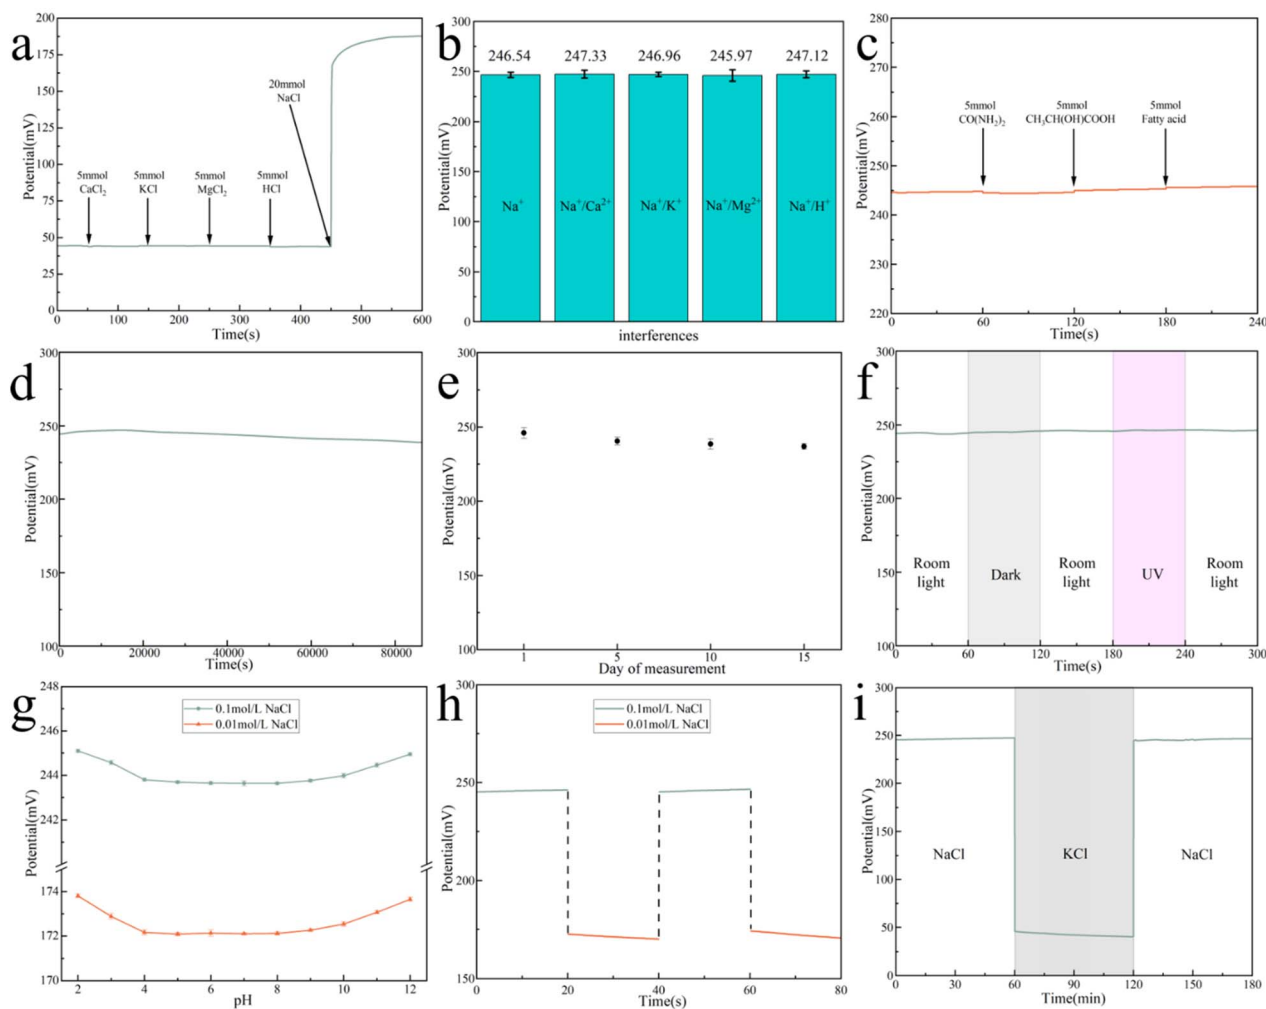 a
Potential(mV)
200
175
150
125
100
75
50
25
0
5mmol
CaCl2
5mmol
KCl
5mmol
MgCl2
5mmol
HCl
20mmol
NaCl
0 100 200 300 400 500 600
Time(s)
b
Potential(mV)
300
250
200
150
100
50
0
246.54 247.33 246.96 245.97 247.12
Na+ Na+/Ca2+ Na+/K+ Na+/Mg2+ Na+/H+
interferences
c
Potential(mV)
280
270
260
250
240
230
220
5mmol
CO(NH2)2
5mmol
CH3CH(OH)COOH
5mmol
Fatty acid
0 60 120 180 240
Time(s)
d
Potential(mV)
300
250
200
150
100
0 20000 40000 60000 80000
Time(s)
e
Potential(mV)
300
250
200
150
100
1 5 10 15
Day of measurement
f
Potential(mV)
300
250
200
150
100
Room
light
Dark
Room
light
UV
Room
light
0 60 120 180 240 300
Time(s)
g
Potential(mV)
248
246
244
242
174
172
170
0.1mol/L NaCl
0.01mol/L NaCl
2 4 6 8 10 12
pH
h
Potential(mV)
300
250
200
150
0.1mol/L NaCl
0.01mol/L NaCl
0 20 40 60 80
Time(s)
i
Potential(mV)
300
250
200
150
100
50
0
NaCl
KCl
NaCl
0 30 60 90 120 150 180
Time(min)